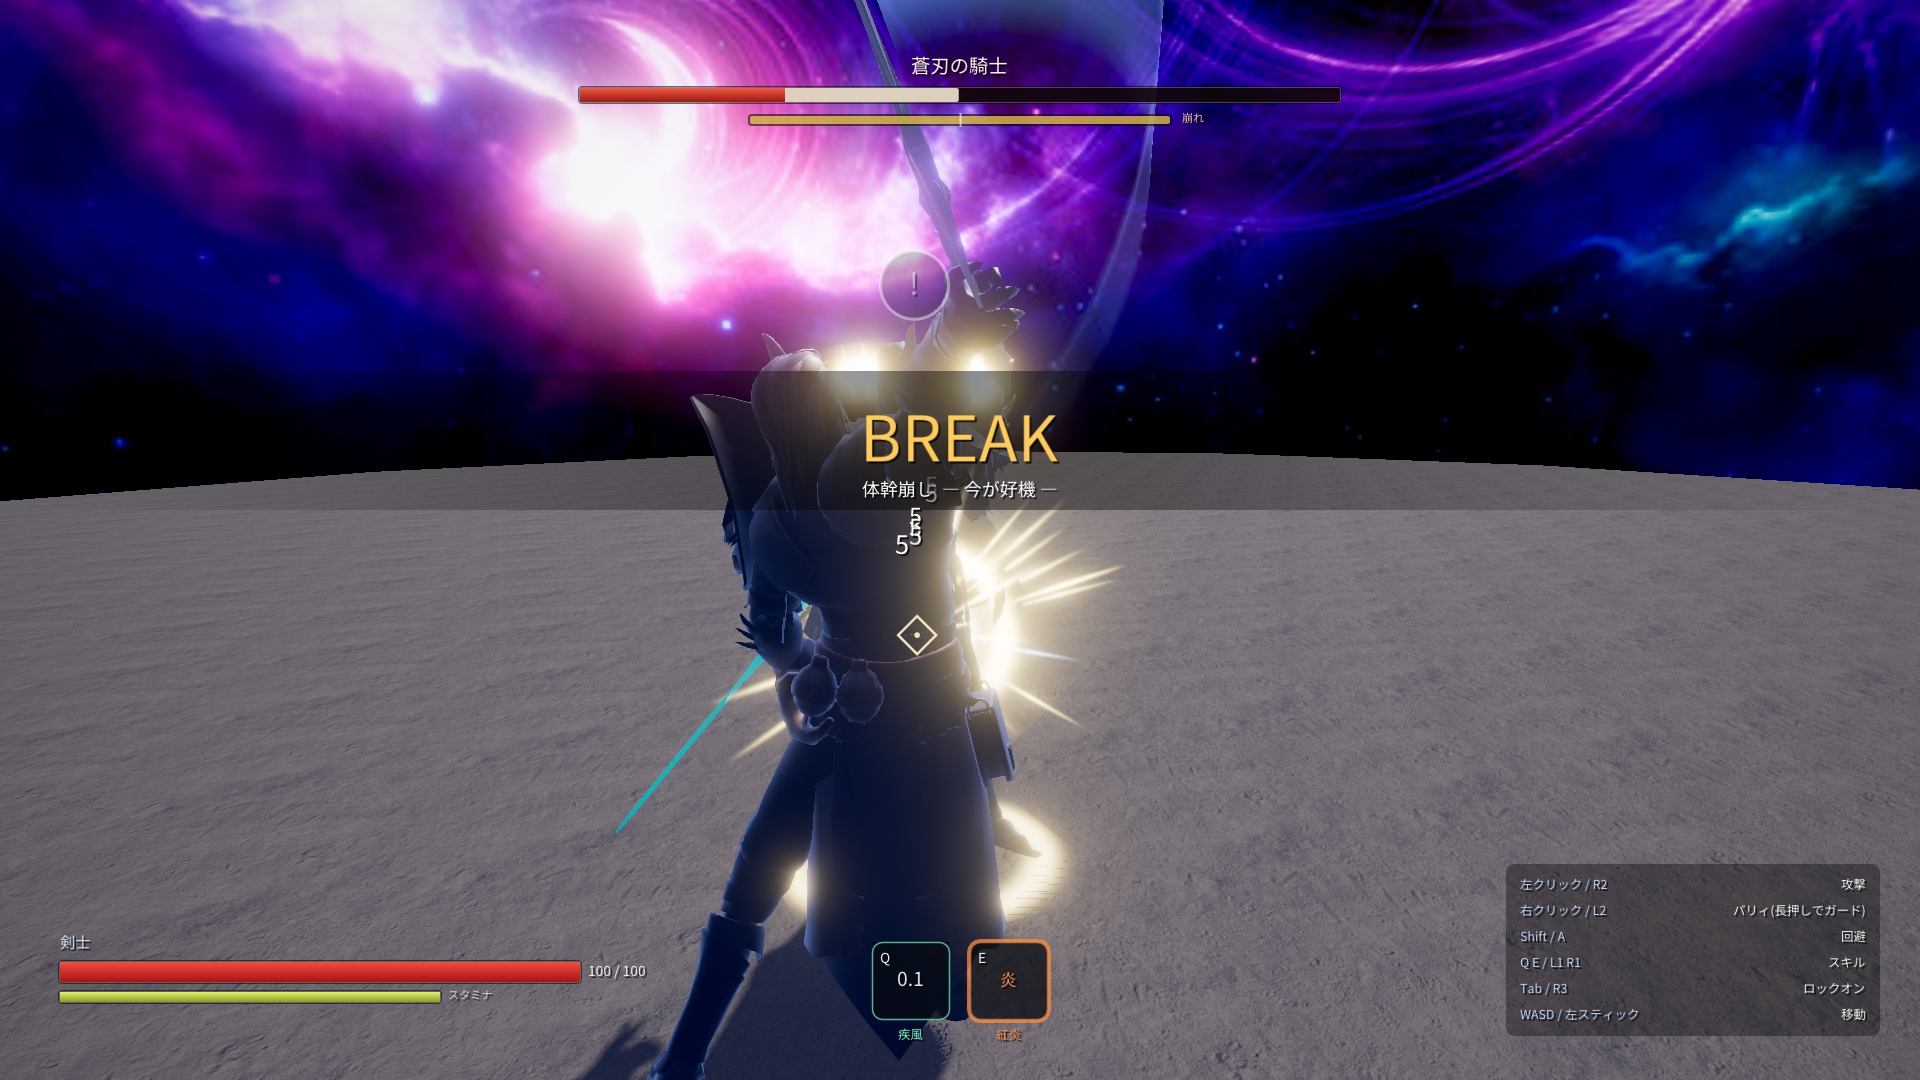 蒼刃の騎士
崩れ
!
BREAK
体幹崩し — 今が好機 —
5
5
5
5
5
剣士
100 / 100
スタミナ
Q
0.1
疾風
E
炎
紅炎
左クリック / R2 攻撃
右クリック / L2 パリィ(長押しでガード)
Shift / A 回避
Q E / L1 R1 スキル
Tab / R3 ロックオン
WASD / 左スティック 移動